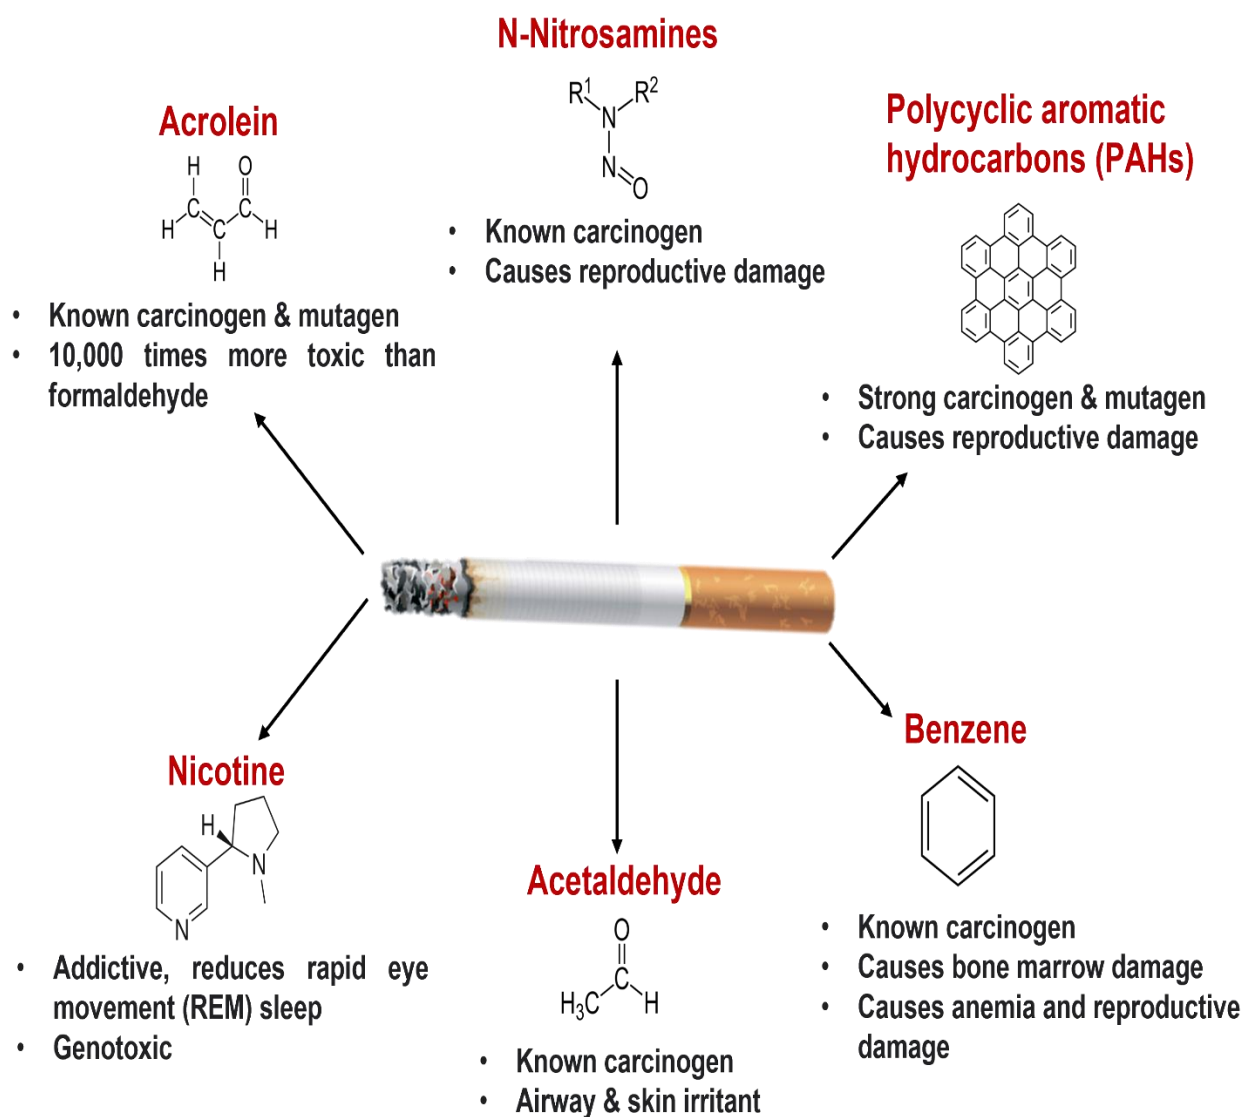 N-Nitrosamines
R1
R2
N
N
O
• Known carcinogen
• Causes reproductive damage
Acrolein
H
O
C
C
H
C
H
H
• Known carcinogen & mutagen
• 10,000 times more toxic than
formaldehyde
Polycyclic aromatic
hydrocarbons (PAHs)
• Strong carcinogen & mutagen
• Causes reproductive damage
Nicotine
H
N
N
• Addictive, reduces rapid eye
movement (REM) sleep
• Genotoxic
Acetaldehyde
O
C
H3C
H
• Known carcinogen
• Airway & skin irritant
Benzene
• Known carcinogen
• Causes bone marrow damage
• Causes anemia and reproductive
damage